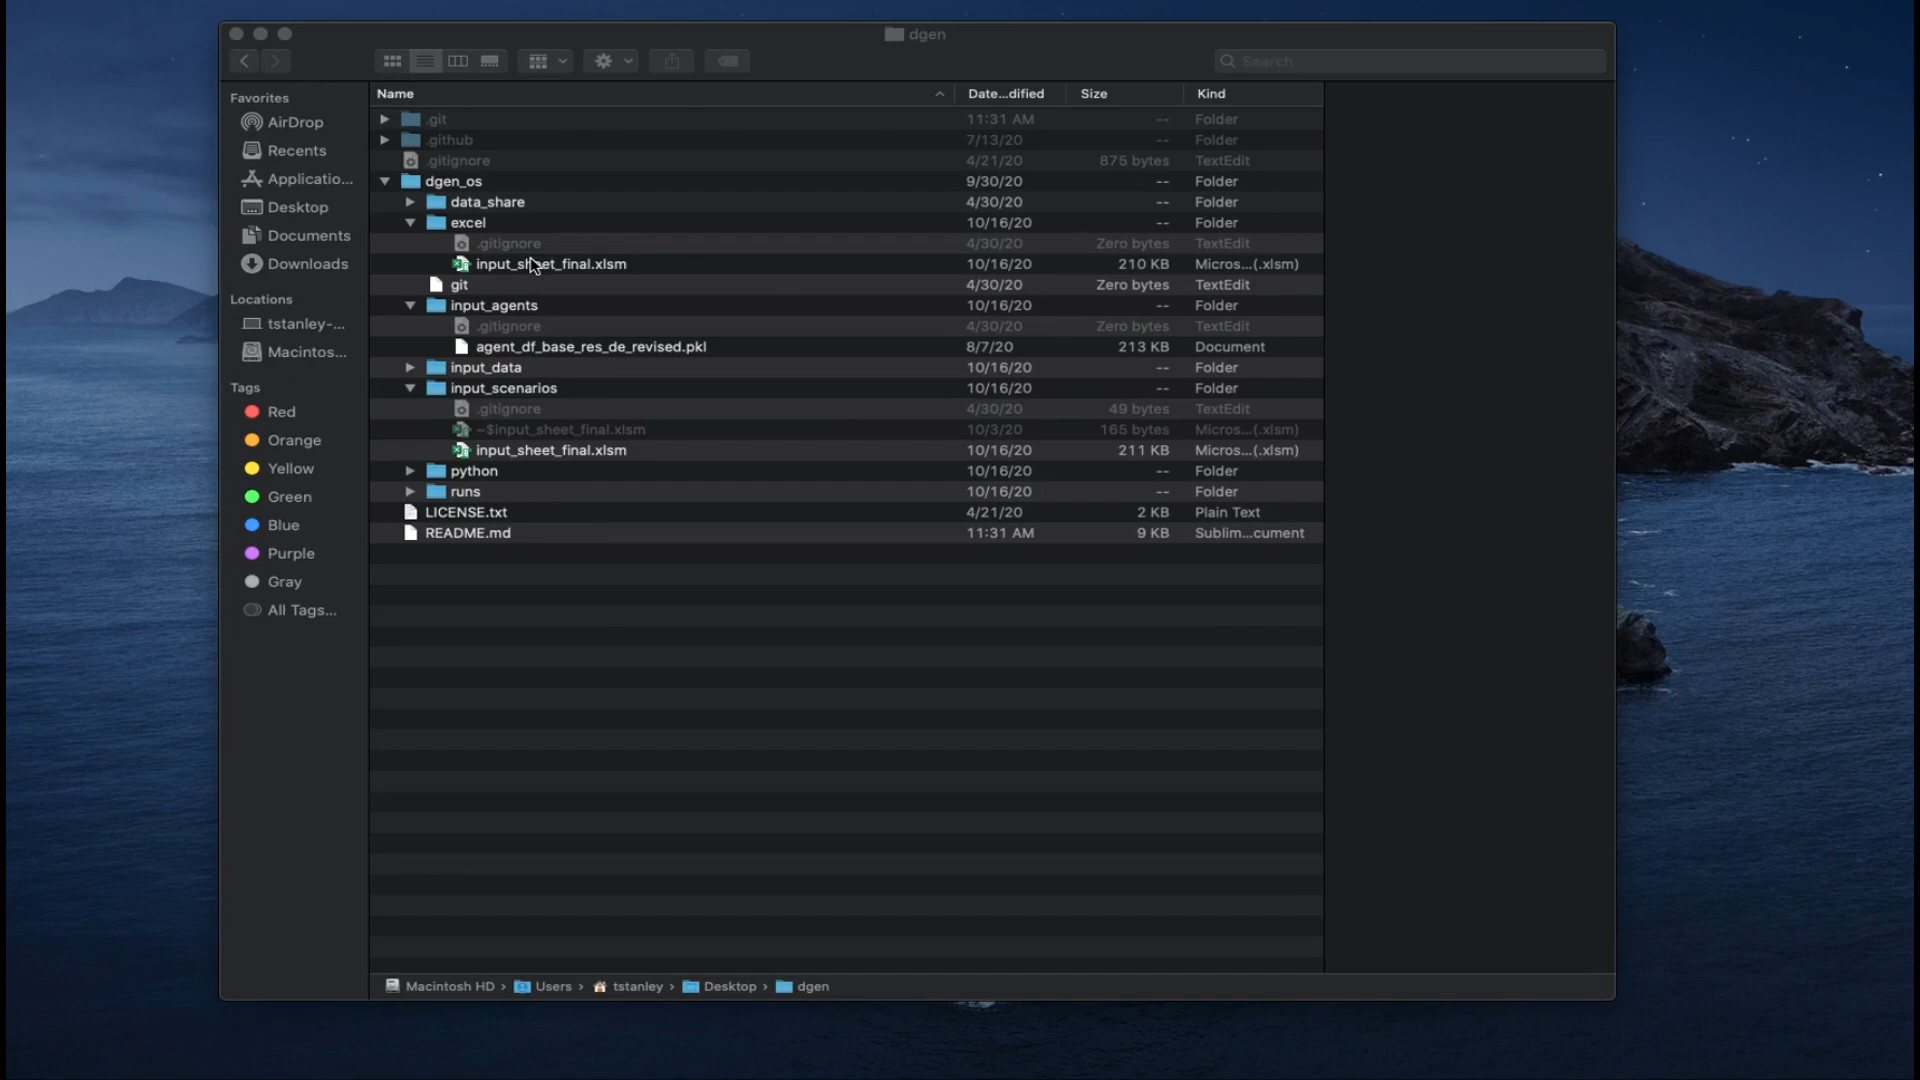 dgen
Search
Favorites
AirDrop
Recents
Applicatio...
Desktop
Documents
Downloads
Locations
tstanley-...
Macintos...
Tags
Red
Orange
Yellow
Green
Blue
Purple
Gray
All Tags...
Name Date...dified Size Kind
.git 11:31 AM -- Folder
.github 7/13/20 -- Folder
.gitignore 4/21/20 875 bytes TextEdit
dgen_os 9/30/20 -- Folder
data_share 4/30/20 -- Folder
excel 10/16/20 -- Folder
.gitignore 4/30/20 Zero bytes TextEdit
input_sheet_final.xlsm 10/16/20 210 KB Micros...(.xlsm)
git 4/30/20 Zero bytes TextEdit
input_agents 10/16/20 -- Folder
.gitignore 4/30/20 Zero bytes TextEdit
agent_df_base_res_de_revised.pkl 8/7/20 213 KB Document
input_data 10/16/20 -- Folder
input_scenarios 10/16/20 -- Folder
.gitignore 4/30/20 49 bytes TextEdit
~$input_sheet_final.xlsm 10/3/20 165 bytes Micros...(.xlsm)
input_sheet_final.xlsm 10/16/20 211 KB Micros...(.xlsm)
python 10/16/20 -- Folder
runs 10/16/20 -- Folder
LICENSE.txt 4/21/20 2 KB Plain Text
README.md 11:31 AM 9 KB Sublim...cument
Macintosh HD › Users › tstanley › Desktop › dgen